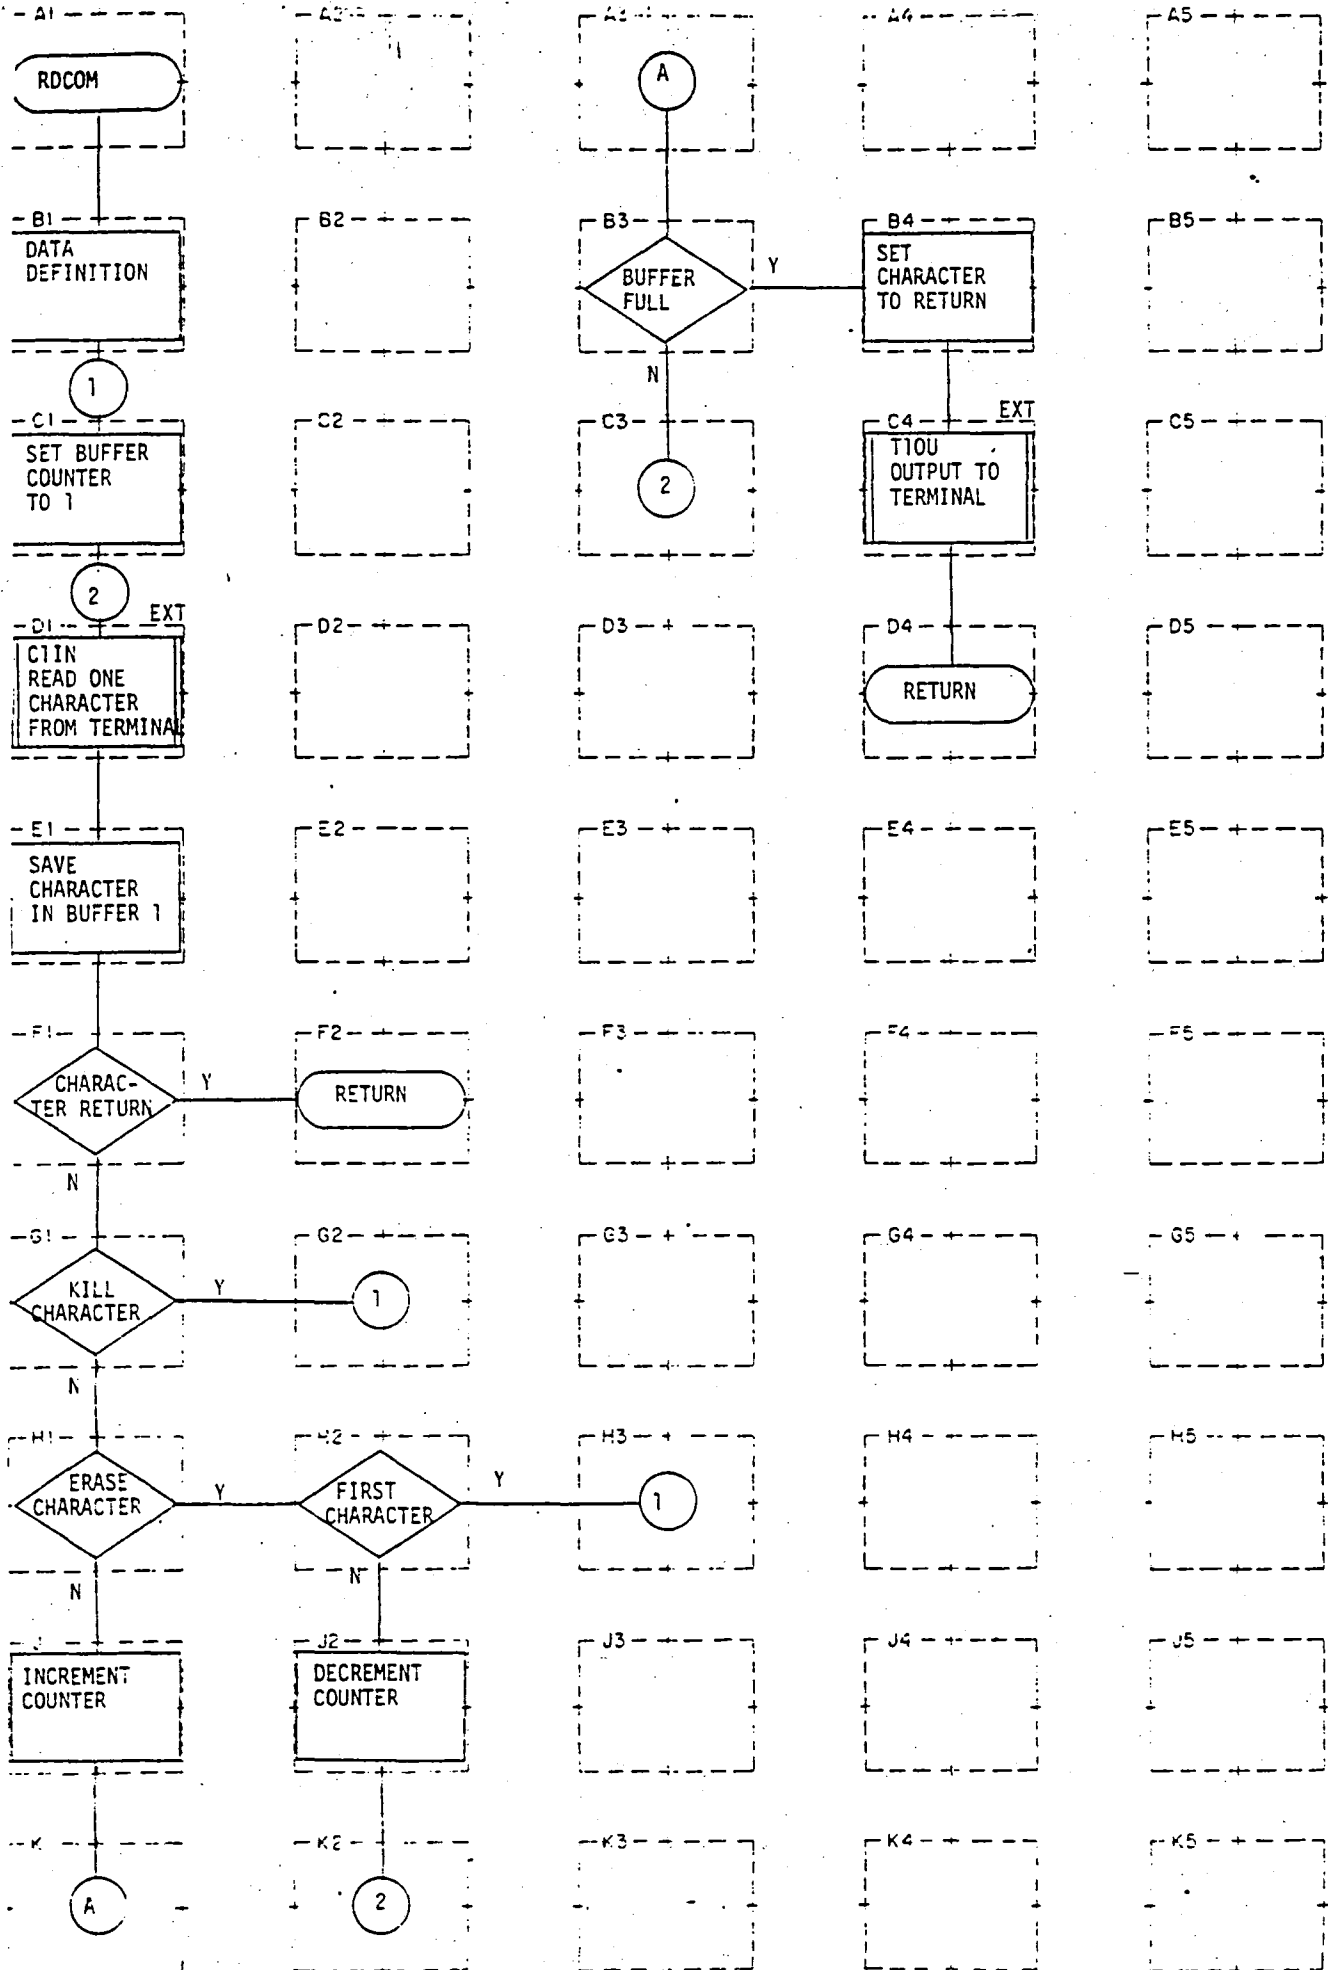 A1
A2
A3
A4
A5
RDCOM
A
B1
B2
B3
B4
B5
DATA
DEFINITION
BUFFER
FULL
Y
SET
CHARACTER
TO RETURN
N
1
C1
C2
C3
C4
EXT
C5
SET BUFFER
COUNTER
TO 1
2
T1OU
OUTPUT TO
TERMINAL
2
D1
EXT
D2
D3
D4
D5
C1IN
READ ONE
CHARACTER
FROM TERMINAL
RETURN
E1
E2
E3
E4
E5
SAVE
CHARACTER
IN BUFFER 1
F1
F2
F3
F4
F5
CHARAC-
TER RETURN
Y
RETURN
N
G1
G2
G3
G4
G5
KILL
CHARACTER
Y
1
N
H1
H2
H3
H4
H5
ERASE
CHARACTER
Y
FIRST
CHARACTER
Y
1
N
N
J
J2
J3
J4
J5
INCREMENT
COUNTER
DECREMENT
COUNTER
K
K2
K3
K4
K5
A
2